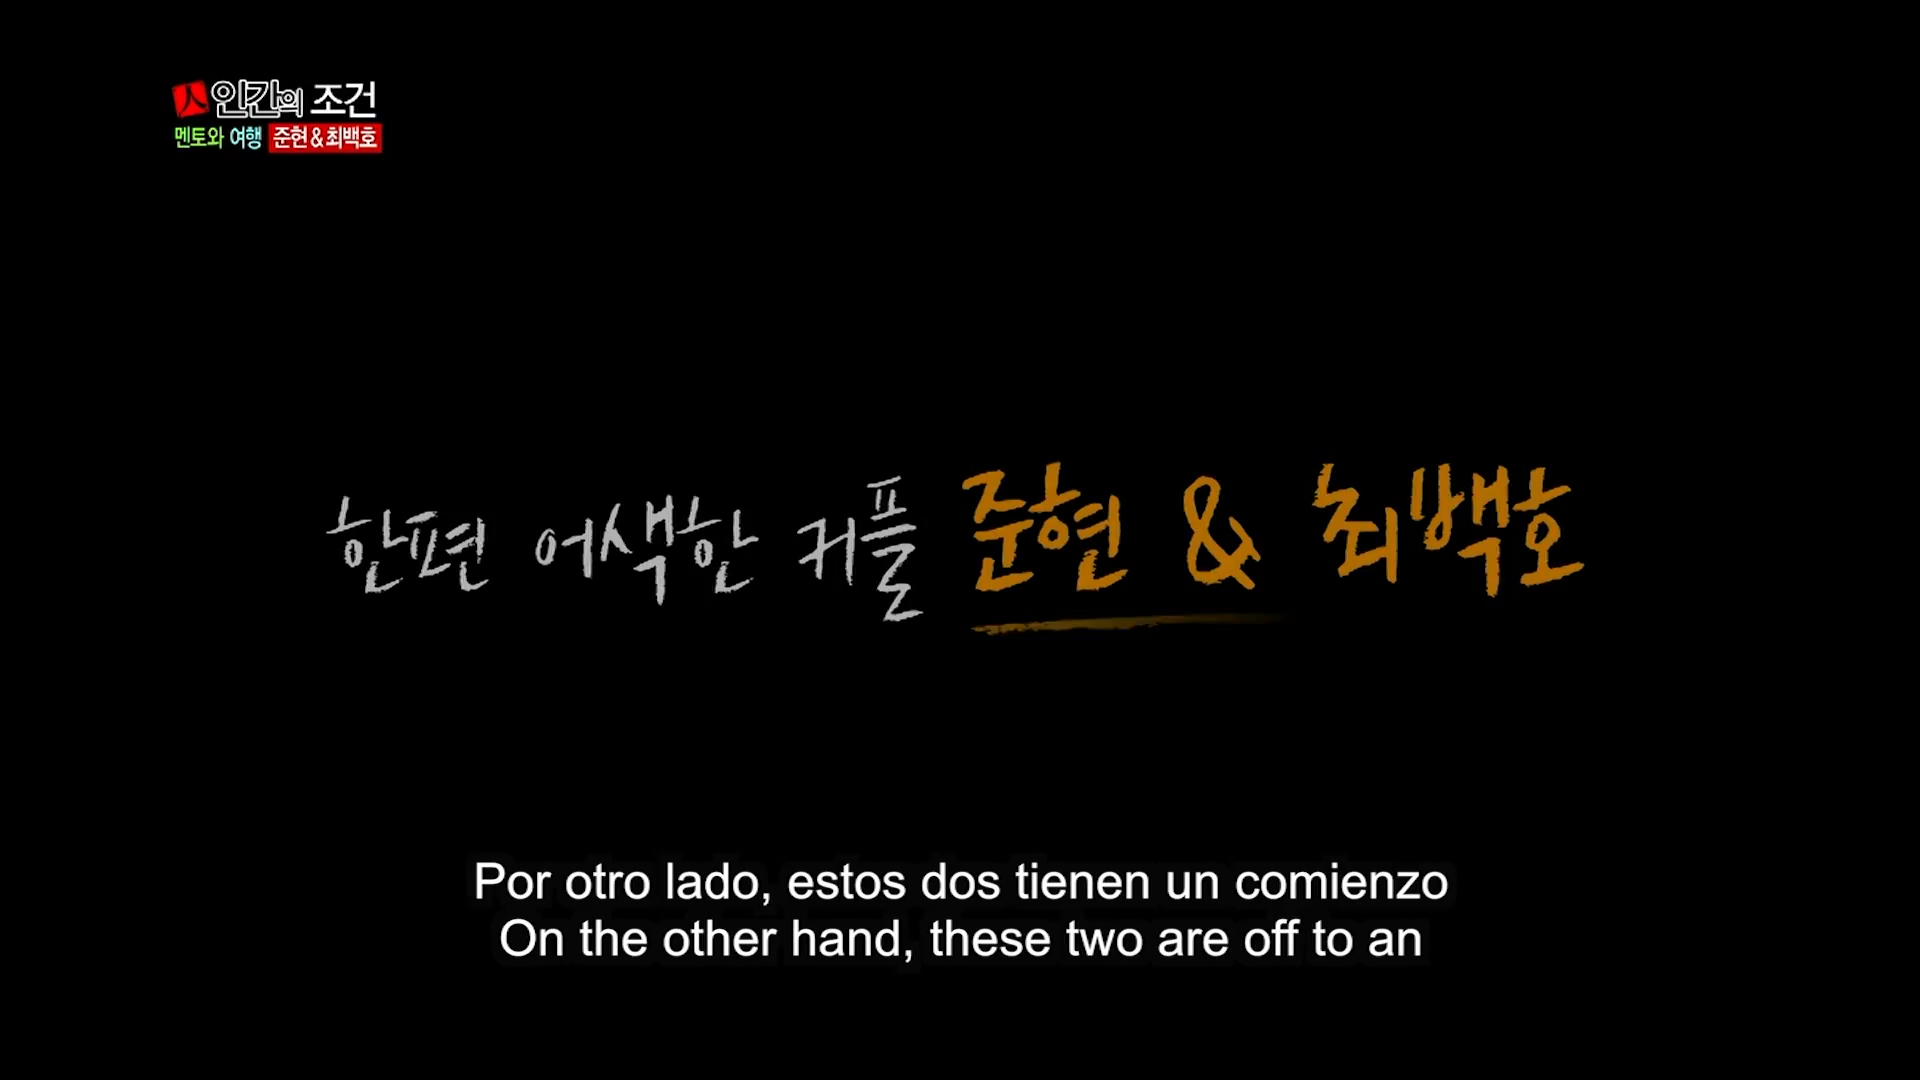 人 인간의 조건
멘토와 여행 준현&최백호
한편 어색한 커플 준현 & 최백호
Por otro lado, estos dos tienen un comienzo
On the other hand, these two are off to an